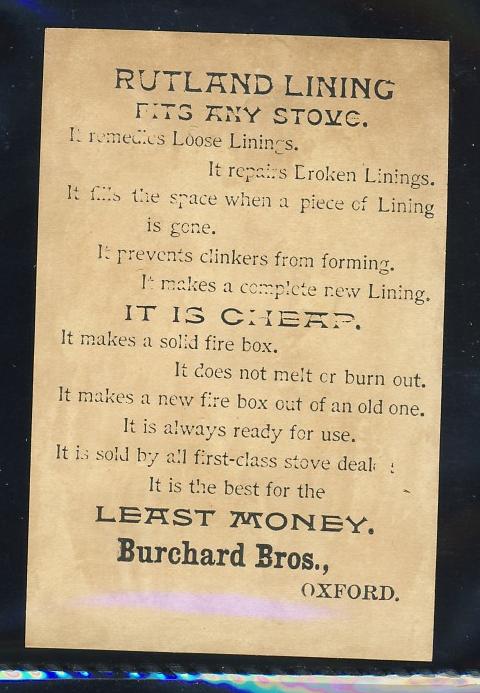 RUTLAND LINING
FITS ANY STOVE.
It remedies Loose Linings.
It repairs Broken Linings.
It fills the space when a piece of Lining
is gone.
It prevents clinkers from forming.
It makes a complete new Lining.
IT IS CHEAP.
It makes a solid fire box.
It does not melt or burn out.
It makes a new fire box out of an old one.
It is always ready for use.
It is sold by all first-class stove deal
It is the best for the
LEAST MONEY.
Burchard Bros.,
OXFORD.